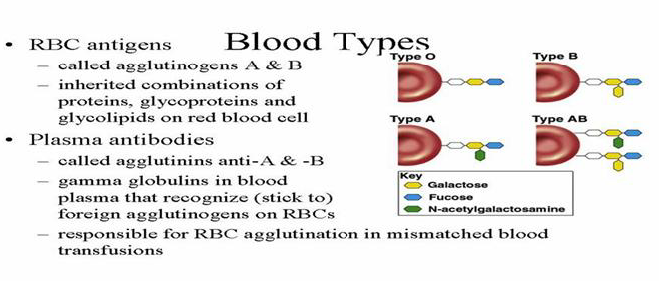 Blood Types
• RBC antigens
– called agglutinogens A & B
– inherited combinations of
proteins, glycoproteins and
glycolipids on red blood cell
• Plasma antibodies
– called agglutinins anti-A & -B
– gamma globulins in blood
plasma that recognize (stick to)
foreign agglutinogens on RBCs
– responsible for RBC agglutination in mismatched blood
transfusions
Type O
Type B
Type A
Type AB
Key
Galactose
Fucose
N-acetylgalactosamine